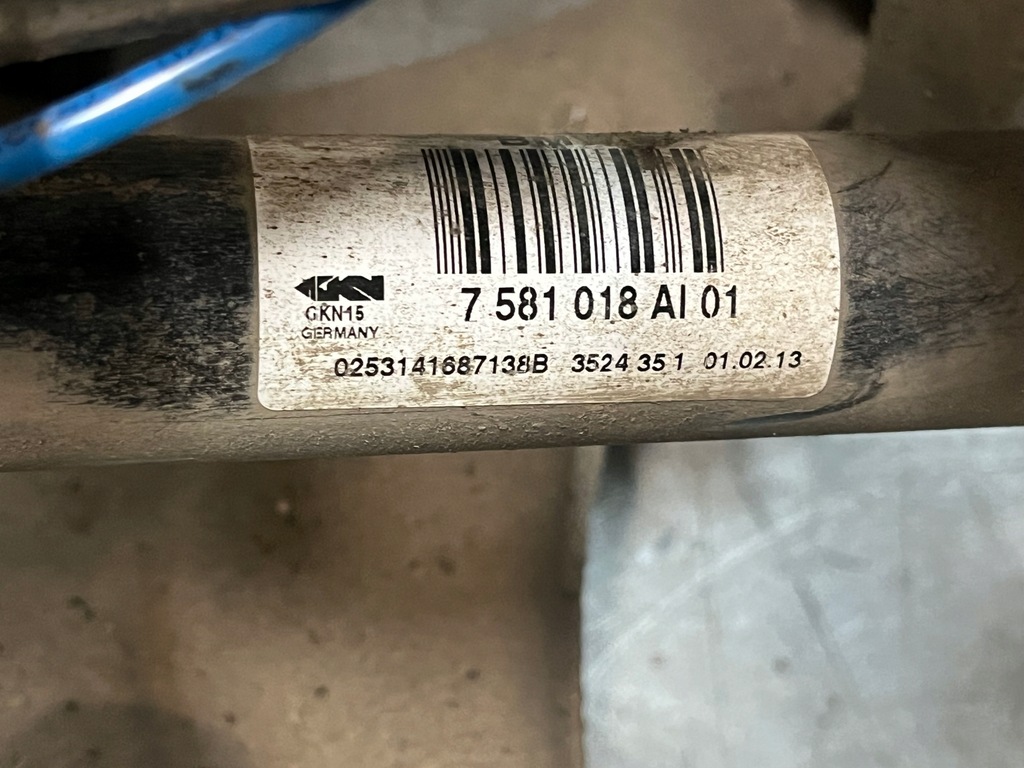 GKN
7 581 018 AI 01
GKN15
GERMANY
0253141687138B 3524 35 1 01.02.13